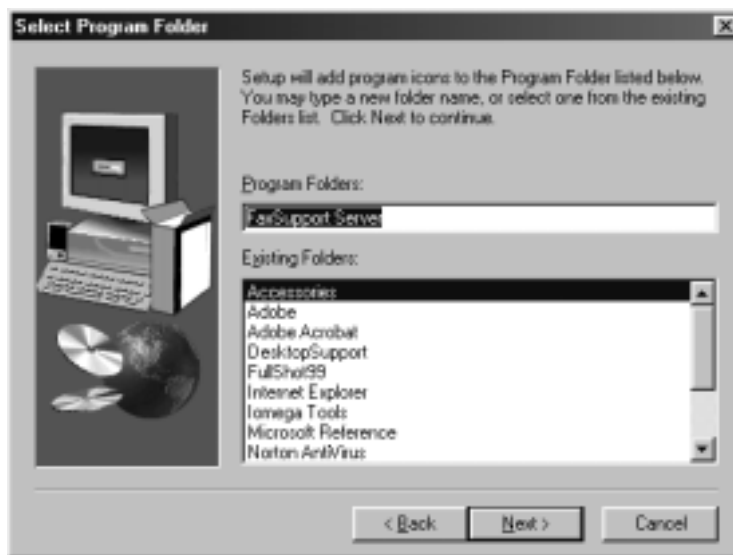 Select Program Folder
Setup will add program icons to the Program Folder listed below.
You may type a new folder name, or select one from the existing
Folders list. Click Next to continue.
Program Folders:
FaxSupport Server
Existing Folders:
Accessories
Adobe
Adobe Acrobat
DesktopSupport
FullShot99
Internet Explorer
Iomega Tools
Microsoft Reference
Norton AntiVirus
< Back
Next >
Cancel